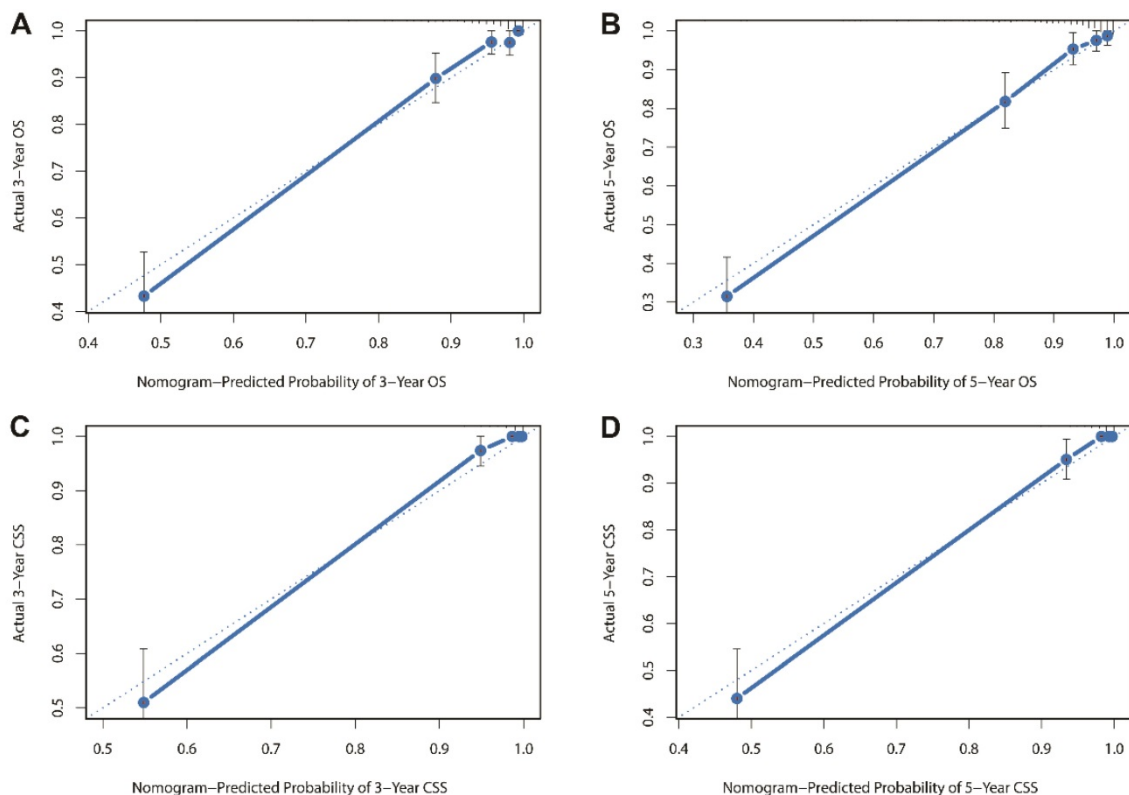 A
1.0
0.9
0.8
0.7
0.6
0.5
0.4
Actual 3−Year OS
0.4 0.5 0.6 0.7 0.8 0.9 1.0
Nomogram−Predicted Probability of 3−Year OS
B
1.0
0.9
0.8
0.7
0.6
0.5
0.4
0.3
Actual 5−Year OS
0.3 0.4 0.5 0.6 0.7 0.8 0.9 1.0
Nomogram−Predicted Probability of 5−Year OS
C
1.0
0.9
0.8
0.7
0.6
0.5
Actual 3−Year CSS
0.5 0.6 0.7 0.8 0.9 1.0
Nomogram−Predicted Probability of 3−Year CSS
D
1.0
0.9
0.8
0.7
0.6
0.5
0.4
Actual 5−Year CSS
0.4 0.5 0.6 0.7 0.8 0.9 1.0
Nomogram−Predicted Probability of 5−Year CSS